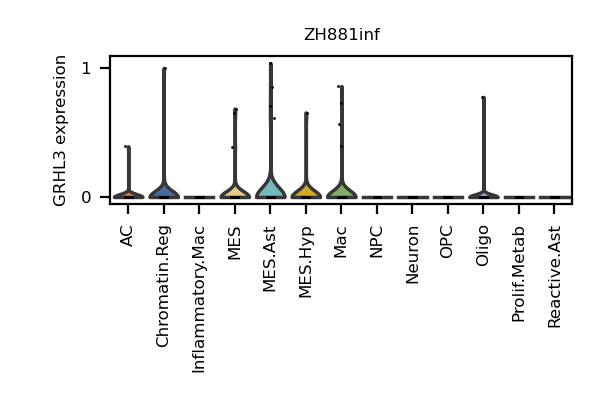 ZH881inf
GRHL3 expression
1
0
AC
Chromatin.Reg
Inflammatory.Mac
MES
MES.Ast
MES.Hyp
Mac
NPC
Neuron
OPC
Oligo
Prolif.Metab
Reactive.Ast